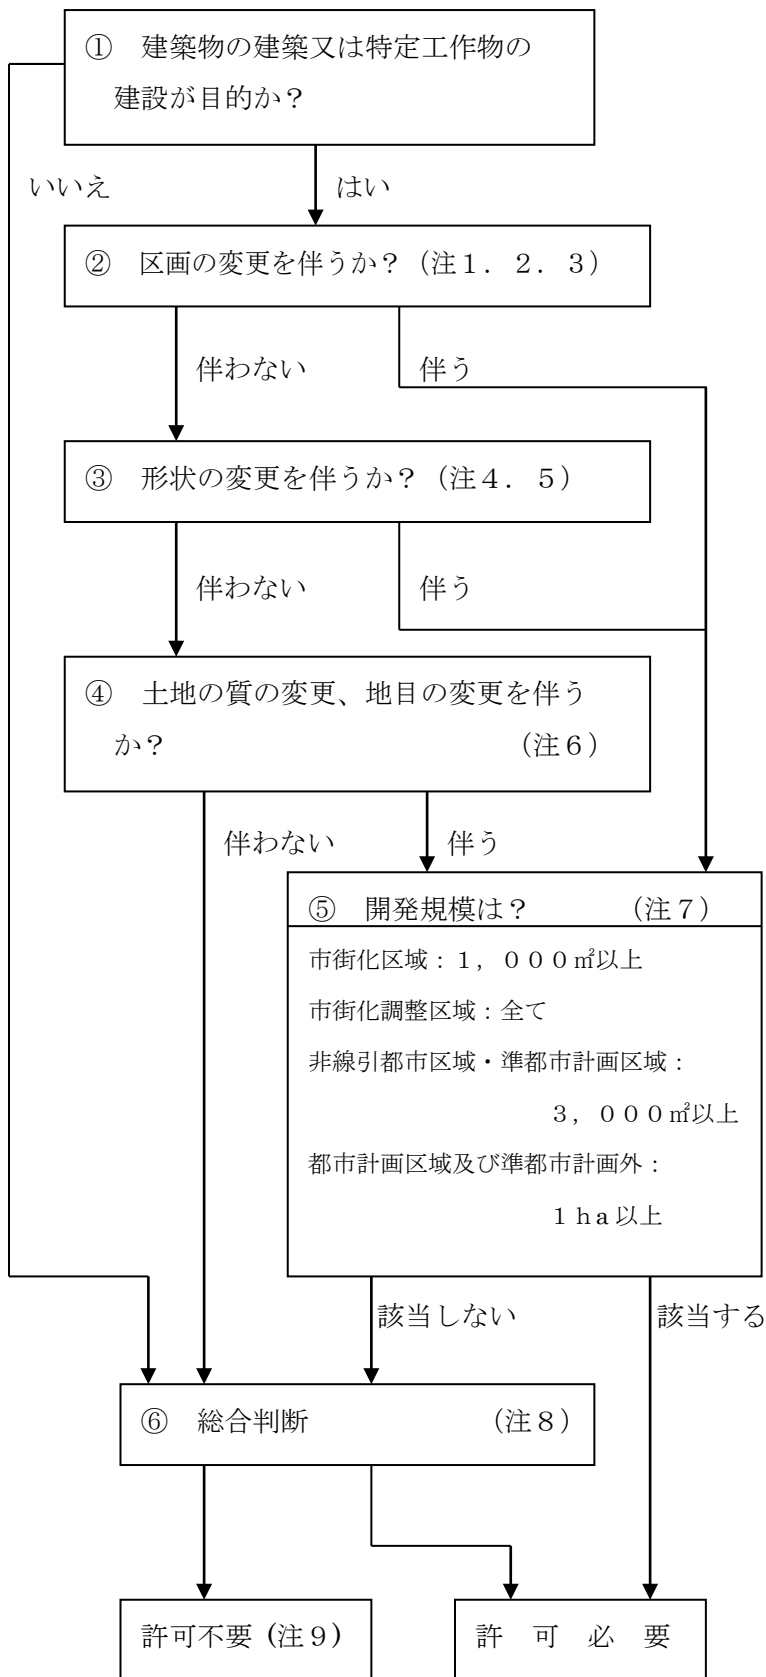 ① 建築物の建築又は特定工作物の
建設が目的か？
いいえ
はい
② 区画の変更を伴うか？（注１．２．３）
伴わない
伴う
③ 形状の変更を伴うか？（注４．５）
伴わない
伴う
④ 土地の質の変更、地目の変更を伴う
か？ （注６）
伴わない
伴う
⑤ 開発規模は？ （注７）
市街化区域：１，０００㎡以上
市街化調整区域：全て
非線引都市区域・準都市計画区域：
３，０００㎡以上
都市計画区域及び準都市計画外：
１ｈａ以上
該当しない
該当する
⑥ 総合判断 （注８）
許可不要（注９）
許 可 必 要